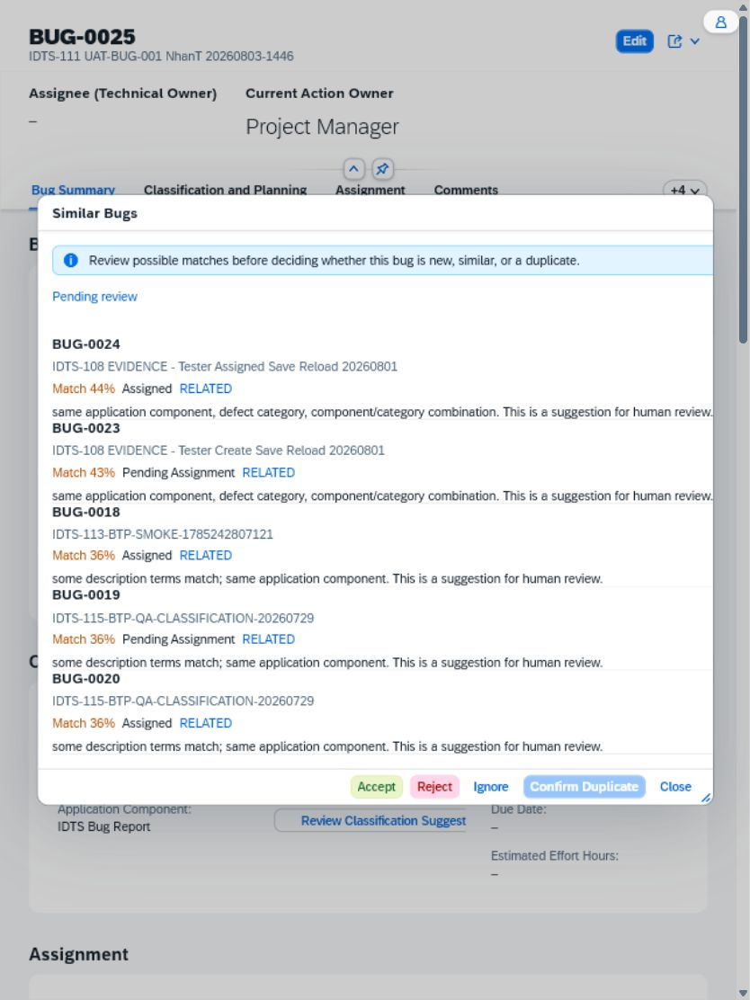 BUG-0025
IDTS-111 UAT-BUG-001 NhanT 20260803-1446
Edit
Assignee (Technical Owner)
Current Action Owner
–
Project Manager
Bug Summary
Classification and Planning
Assignment
Comments
+4
B
Similar Bugs
Review possible matches before deciding whether this bug is new, similar, or a duplicate.
Pending review
BUG-0024
IDTS-108 EVIDENCE - Tester Assigned Save Reload 20260801
Match 44% Assigned RELATED
same application component, defect category, component/category combination. This is a suggestion for human review.
BUG-0023
IDTS-108 EVIDENCE - Tester Create Save Reload 20260801
Match 43% Pending Assignment RELATED
same application component, defect category, component/category combination. This is a suggestion for human review.
BUG-0018
IDTS-113-BTP-SMOKE-1785242807121
Match 36% Assigned RELATED
some description terms match; same application component. This is a suggestion for human review.
BUG-0019
IDTS-115-BTP-QA-CLASSIFICATION-20260729
Match 36% Pending Assignment RELATED
some description terms match; same application component. This is a suggestion for human review.
C
BUG-0020
IDTS-115-BTP-QA-CLASSIFICATION-20260729
Match 36% Assigned RELATED
some description terms match; same application component. This is a suggestion for human review.
Accept
Reject
Ignore
Confirm Duplicate
Close
Application Component:
IDTS Bug Report
Review Classification Suggest
Due Date:
–
Estimated Effort Hours:
–
Assignment